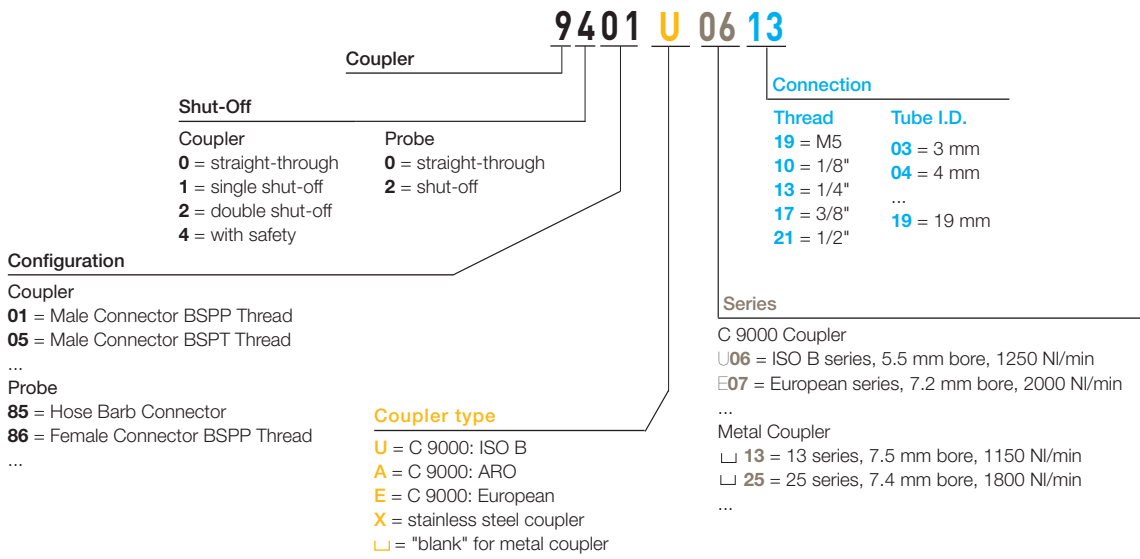 9401 U 06 13
Coupler
Shut-Off
Coupler
0 = straight-through
1 = single shut-off
2 = double shut-off
4 = with safety
Probe
0 = straight-through
2 = shut-off
Configuration
Coupler
01 = Male Connector BSPP Thread
05 = Male Connector BSPT Thread
...
Probe
85 = Hose Barb Connector
86 = Female Connector BSPP Thread
...
Coupler type
U = C 9000: ISO B
A = C 9000: ARO
E = C 9000: European
X = stainless steel coupler
⌴ = "blank" for metal coupler
Connection
Thread
19 = M5
10 = 1/8"
13 = 1/4"
17 = 3/8"
21 = 1/2"
Tube I.D.
03 = 3 mm
04 = 4 mm
...
19 = 19 mm
Series
C 9000 Coupler
U06 = ISO B series, 5.5 mm bore, 1250 Nl/min
E07 = European series, 7.2 mm bore, 2000 Nl/min
...
Metal Coupler
⌴ 13 = 13 series, 7.5 mm bore, 1150 Nl/min
⌴ 25 = 25 series, 7.4 mm bore, 1800 Nl/min
...